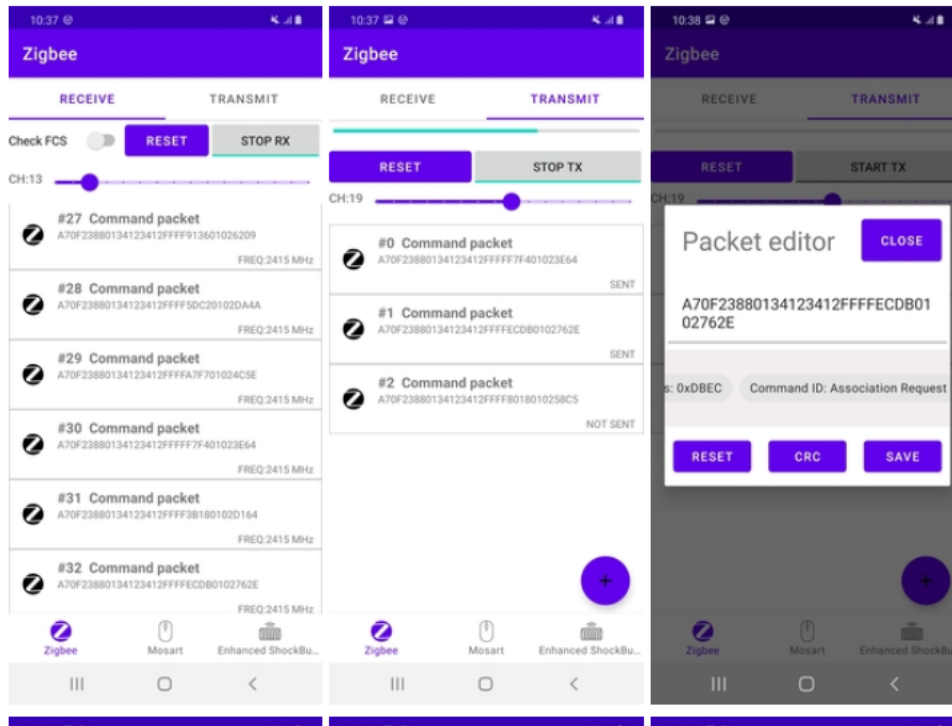 10:37
Zigbee
RECEIVE TRANSMIT
Check FCS RESET STOP RX
CH:13
#27 Command packet
A70F23880134123412FFFF913601026209
FREQ:2415 MHz
#28 Command packet
A70F23880134123412FFFF5DC20102DA4A
FREQ:2415 MHz
#29 Command packet
A70F23880134123412FFFFA7F701024C5E
FREQ:2415 MHz
#30 Command packet
A70F23880134123412FFFFF7F401023E64
FREQ:2415 MHz
#31 Command packet
A70F23880134123412FFFF3B180102D164
FREQ:2415 MHz
#32 Command packet
A70F23880134123412FFFFECDB0102762E
FREQ:2415 MHz
Zigbee Mosart Enhanced ShockBu...
10:37
Zigbee
RECEIVE TRANSMIT
RESET STOP TX
CH:19
#0 Command packet
A70F23880134123412FFFFF7F401023E64
SENT
#1 Command packet
A70F23880134123412FFFFECDB0102762E
SENT
#2 Command packet
A70F23880134123412FFFF8018010258C5
NOT SENT
+
Zigbee Mosart Enhanced ShockBu...
10:38
Zigbee
RECEIVE TRANSMIT
RESET START TX
CH:19
Packet editor CLOSE
A70F23880134123412FFFFECDB01
02762E
s: 0xDBEC Command ID: Association Request
RESET CRC SAVE
+
Zigbee Mosart Enhanced ShockBu